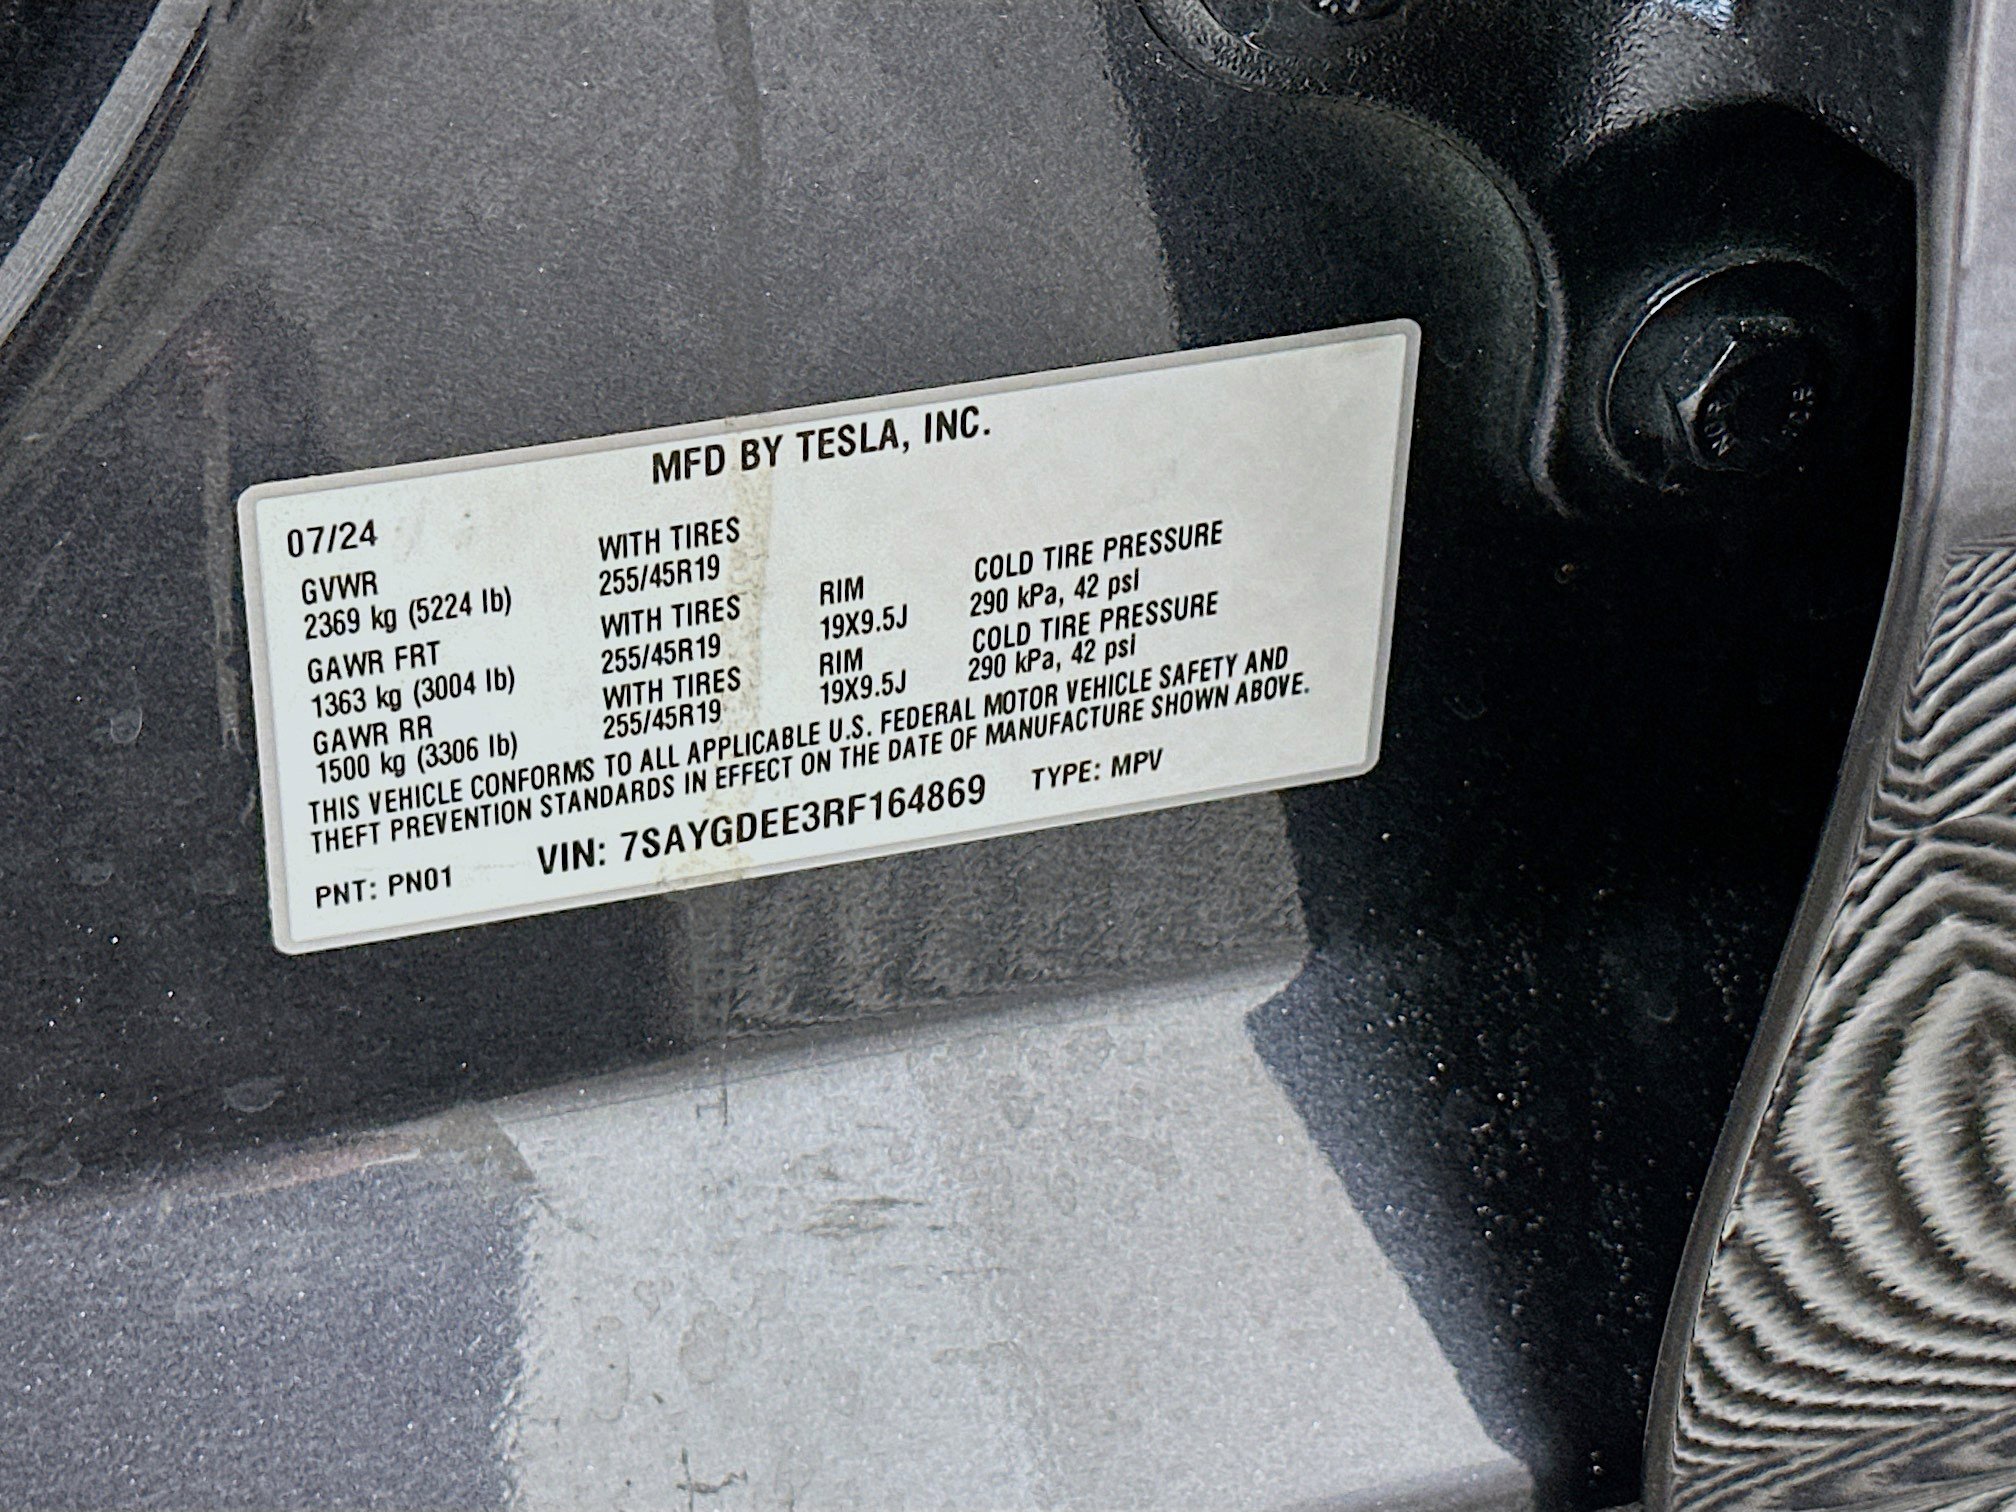 MFD BY TESLA, INC.
07/24
GVWR WITH TIRES RIM COLD TIRE PRESSURE
2369 kg (5224 lb) 255/45R19 19X9.5J 290 kPa, 42 psi
GAWR FRT WITH TIRES RIM COLD TIRE PRESSURE
1363 kg (3004 lb) 255/45R19 19X9.5J 290 kPa, 42 psi
GAWR RR WITH TIRES
1500 kg (3306 lb) 255/45R19
THIS VEHICLE CONFORMS TO ALL APPLICABLE U.S. FEDERAL MOTOR VEHICLE SAFETY AND
THEFT PREVENTION STANDARDS IN EFFECT ON THE DATE OF MANUFACTURE SHOWN ABOVE.
PNT: PN01 VIN: 7SAYGDEE3RF164869 TYPE: MPV